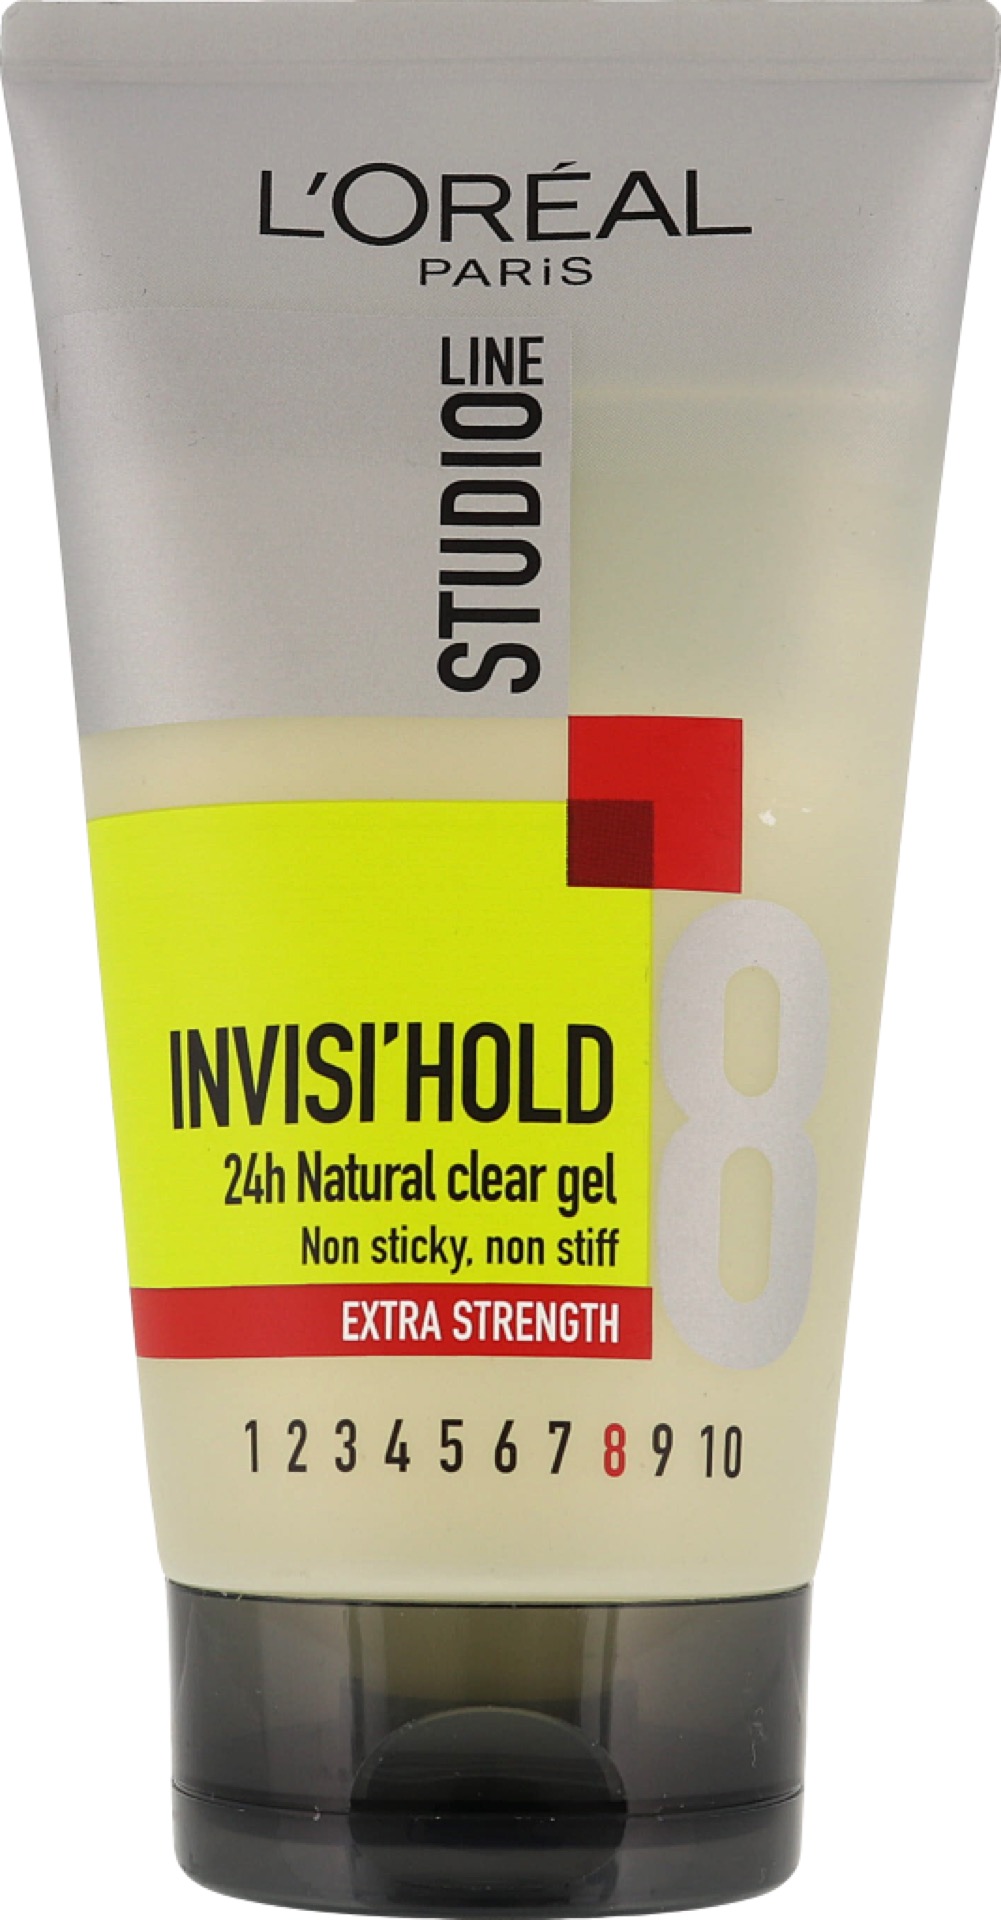 L'ORÉAL
PARiS
STUDIO LINE
8
INVISI'HOLD
24h Natural clear gel
Non sticky, non stiff
EXTRA STRENGTH
1 2 3 4 5 6 7 8 9 10